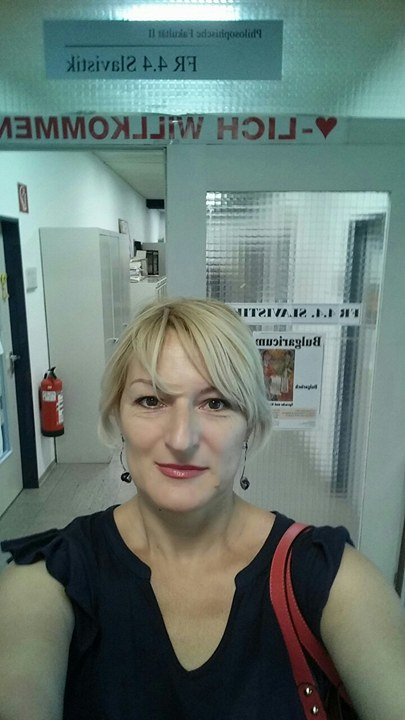 Philosophische Fakultät II
FR 4.4 Slavistik
♥-LICH WILLKOMMEN
FR 4.4. SLAVISTIK
Bulgaricum